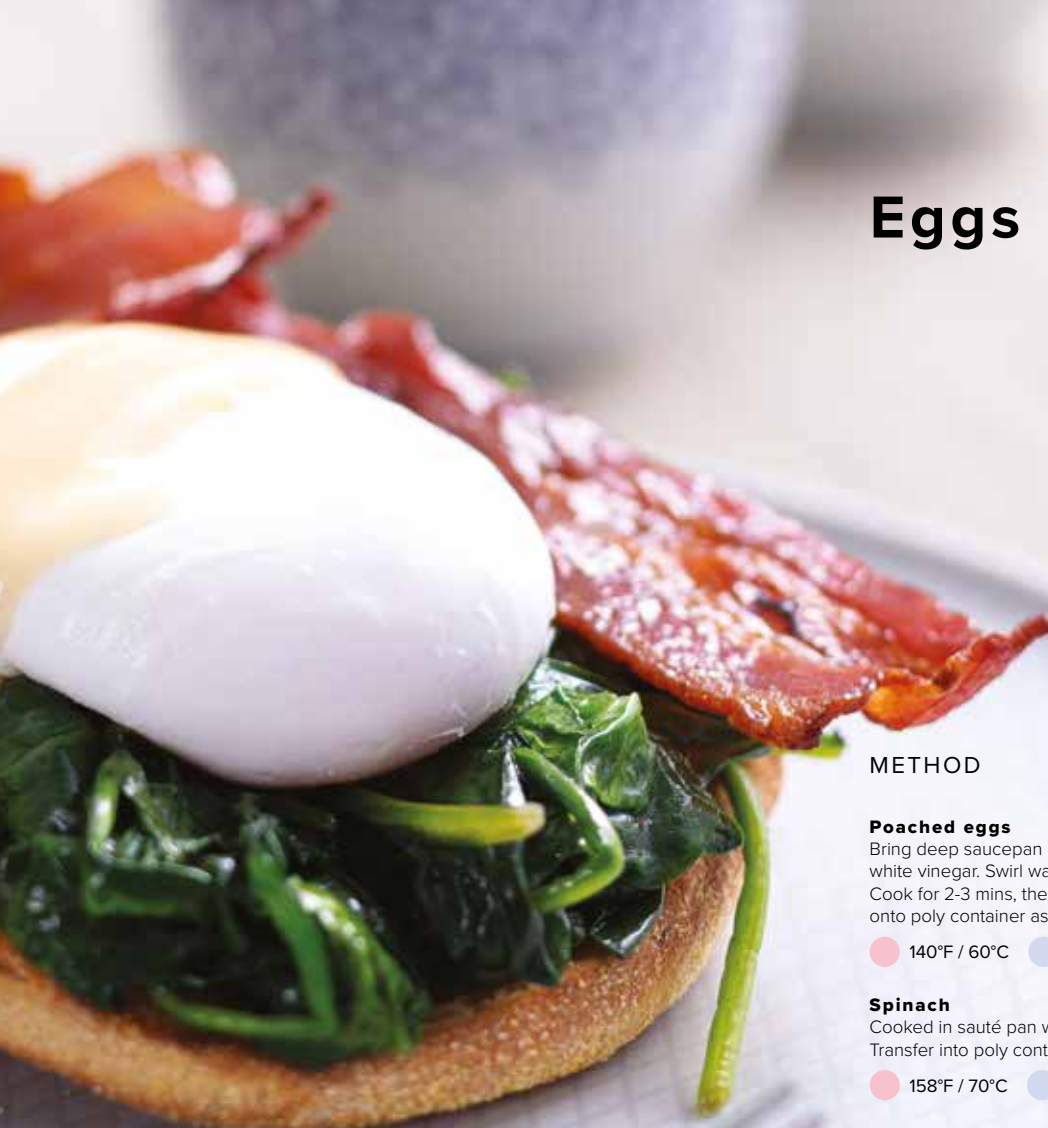 Eggs
METHOD
Poached eggs
Bring deep saucepan
white vinegar. Swirl wa
Cook for 2-3 mins, the
onto poly container as
140°F / 60°C
Spinach
Cooked in sauté pan w
Transfer into poly cont
158°F / 70°C